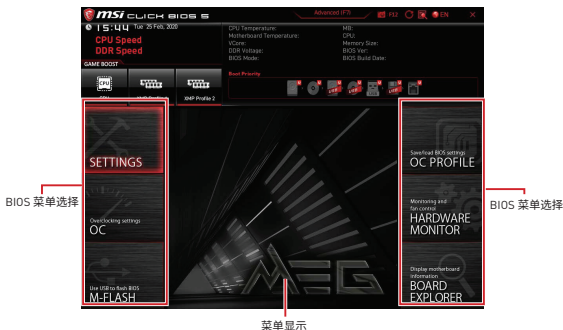 msi CLICK BIOS 5
Advanced (F7)
F12
EN
X
15:44 Tue 25 Feb, 2020
CPU Speed
DDR Speed
GAME BOOST
CPU Temperature:
Motherboard Temperature:
VCore:
DDR Voltage:
BIOS Mode:
MB:
CPU:
Memory Size:
BIOS Ver:
BIOS Build Date:
Boot Priority
CPU
XMP Profile 2
SETTINGS
Overclocking settings
OC
Use USB to flash BIOS
M-FLASH
Save/load BIOS settings
OC PROFILE
Monitoring and
fan control
HARDWARE
MONITOR
Display motherboard
information
BOARD
EXPLORER
MEG
BIOS 菜单选择
BIOS 菜单选择
菜单显示